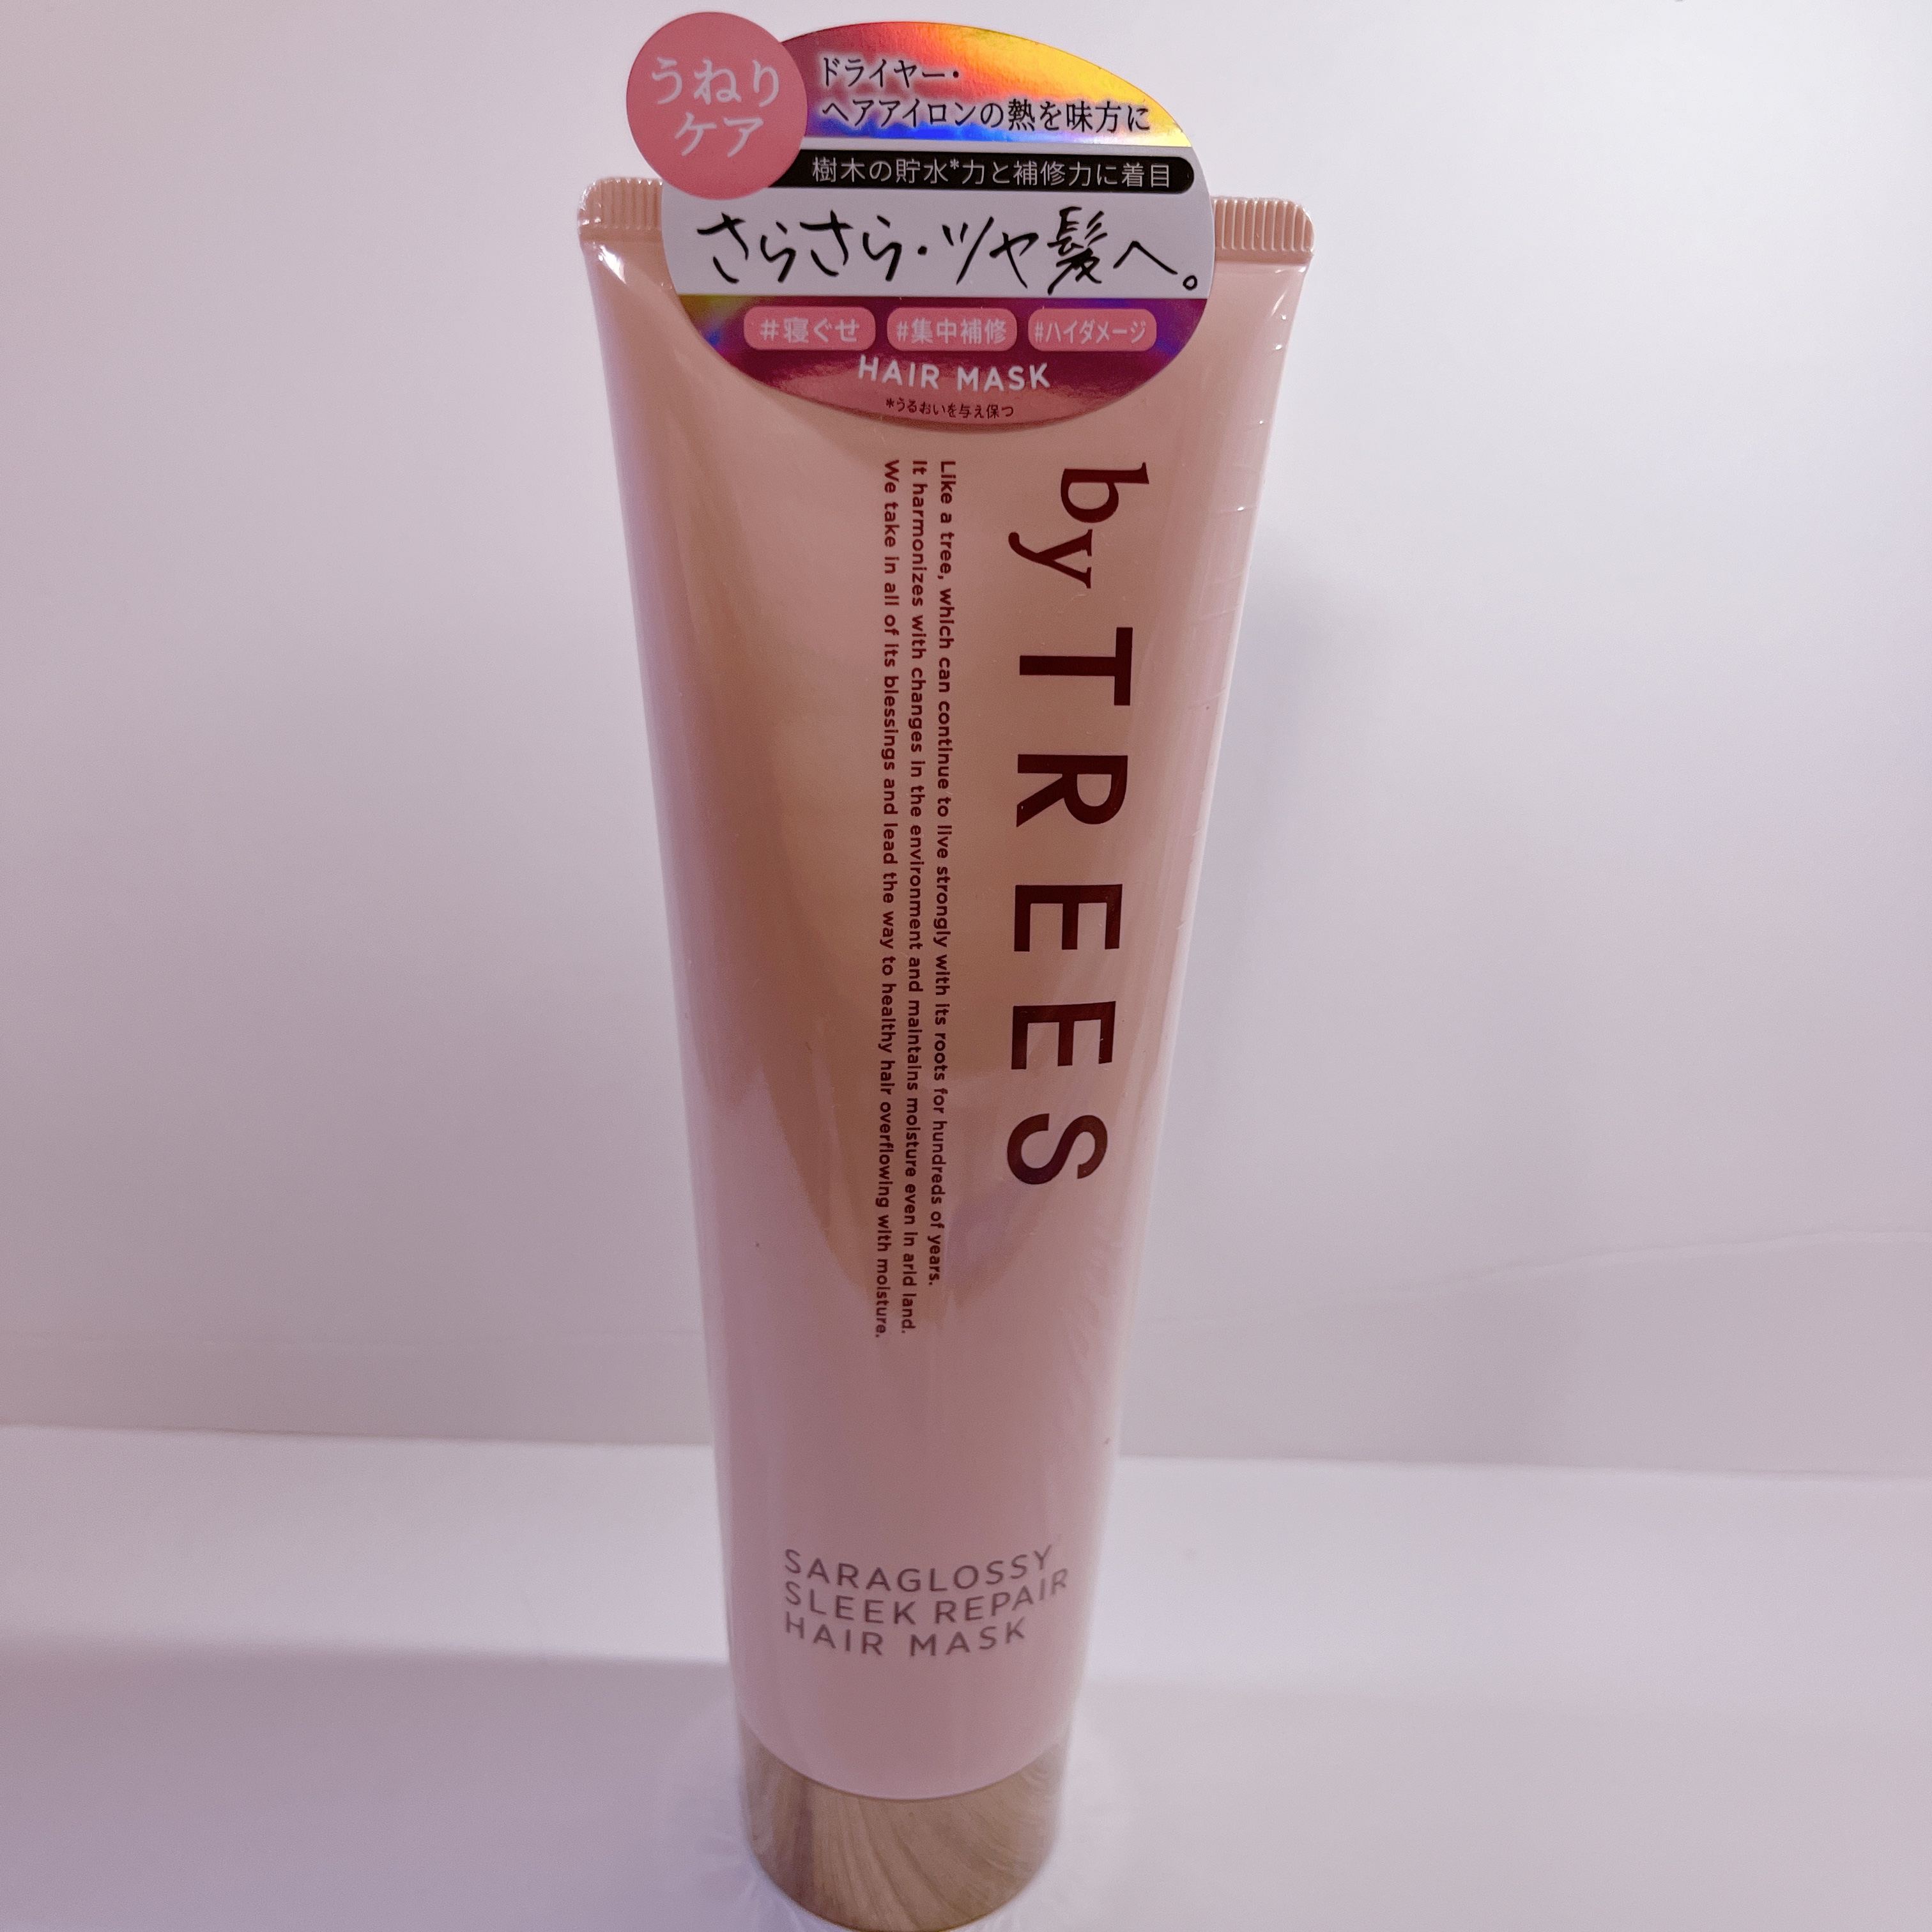 うねり
ケア
ドライヤー・
ヘアアイロンの熱を味方に
樹木の貯水*力と補修力に着目
さらさら・ツヤ髪へ。
#寝ぐせ #集中補修 #ハイダメージ
HAIR MASK
*うるおいを与え保つ
by TREES
Like a tree, which can continue to live strongly with its roots for hundreds of years.
It harmonizes with changes in the environment and maintains moisture even in arid land.
We take in all of its blessings and lead the way to healthy hair overflowing with moisture.
SARAGLOSSY
SLEEK REPAIR
HAIR MASK